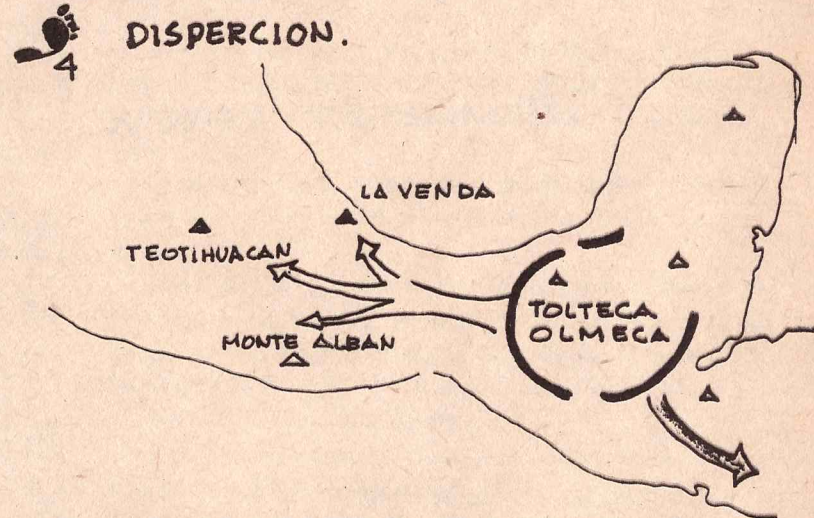 DISPERCION.
4
LA VENDA
TEOTIHUACAN
TOLTECA
OLMECA
MONTE ALBAN